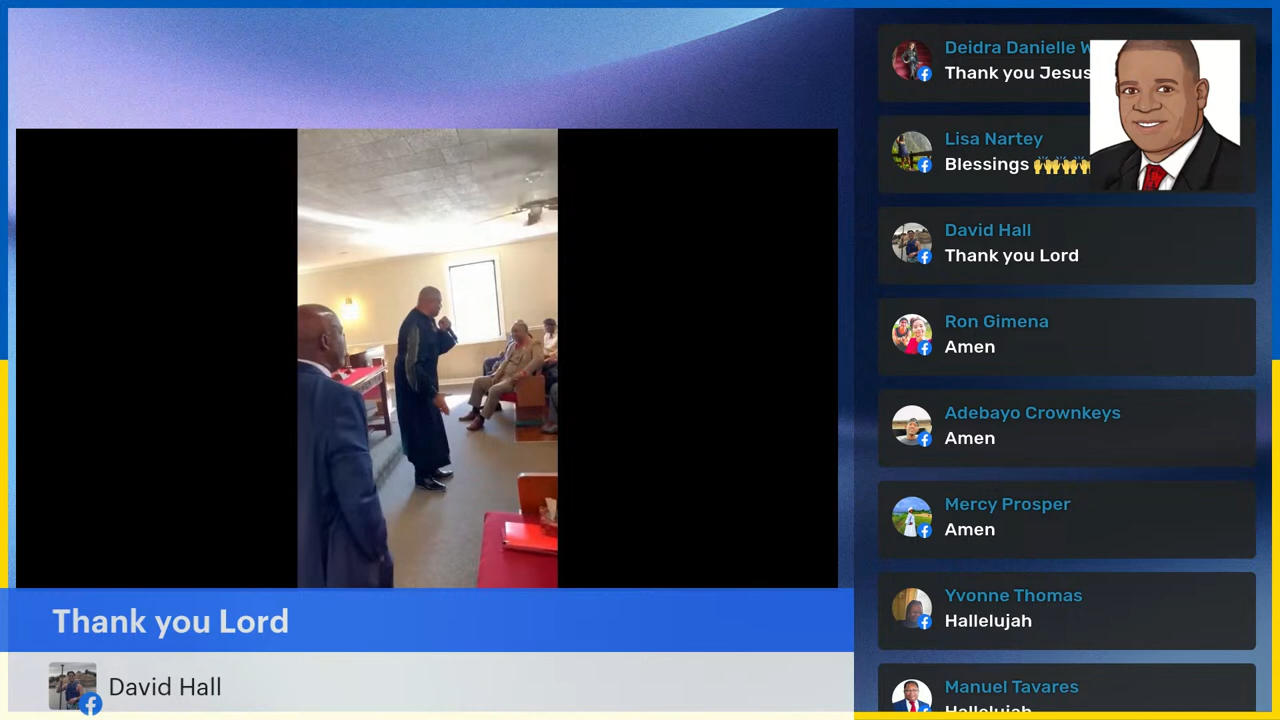 Deidra Danielle
Thank you Jesus
Lisa Nartey
Blessings 🙌🙌🙌🙌
David Hall
Thank you Lord
Ron Gimena
Amen
Adebayo Crownkeys
Amen
Mercy Prosper
Amen
Yvonne Thomas
Hallelujah
Manuel Tavares
Hallelujah
Thank you Lord
David Hall